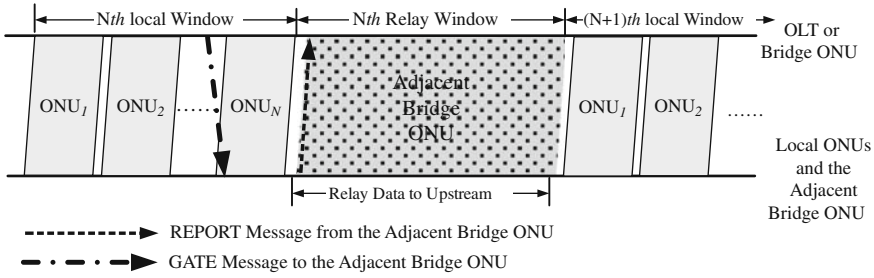 Nth local Window
Nth Relay Window
(N+1)th local Window
OLT or
Bridge ONU
ONU1
ONU2
......
ONUN
Adjacent
Bridge
ONU
ONU1
ONU2
......
Local ONUs
and the
Adjacent
Bridge ONU
Relay Data to Upstream
REPORT Message from the Adjacent Bridge ONU
GATE Message to the Adjacent Bridge ONU